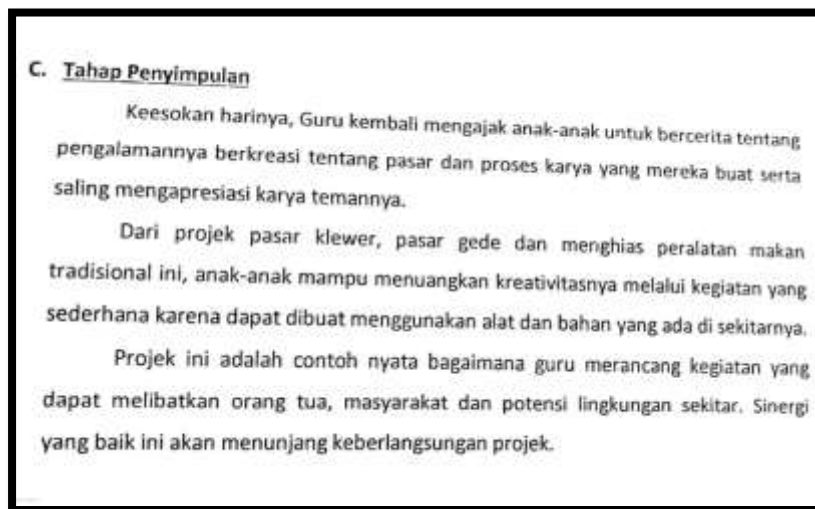 C. Tahap Penyimpulan
Keesokan harinya, Guru kembali mengajak anak-anak untuk bercerita tentang
pengalamannya berkreasi tentang pasar dan proses karya yang mereka buat serta
saling mengapresiasi karya temannya.
Dari projek pasar klewer, pasar gede dan menghias peralatan makan
tradisional ini, anak-anak mampu menuangkan kreativitasnya melalui kegiatan yang
sederhana karena dapat dibuat menggunakan alat dan bahan yang ada di sekitarnya.
Projek ini adalah contoh nyata bagaimana guru merancang kegiatan yang
dapat melibatkan orang tua, masyarakat dan potensi lingkungan sekitar. Sinergi
yang baik ini akan menunjang keberlangsungan projek.